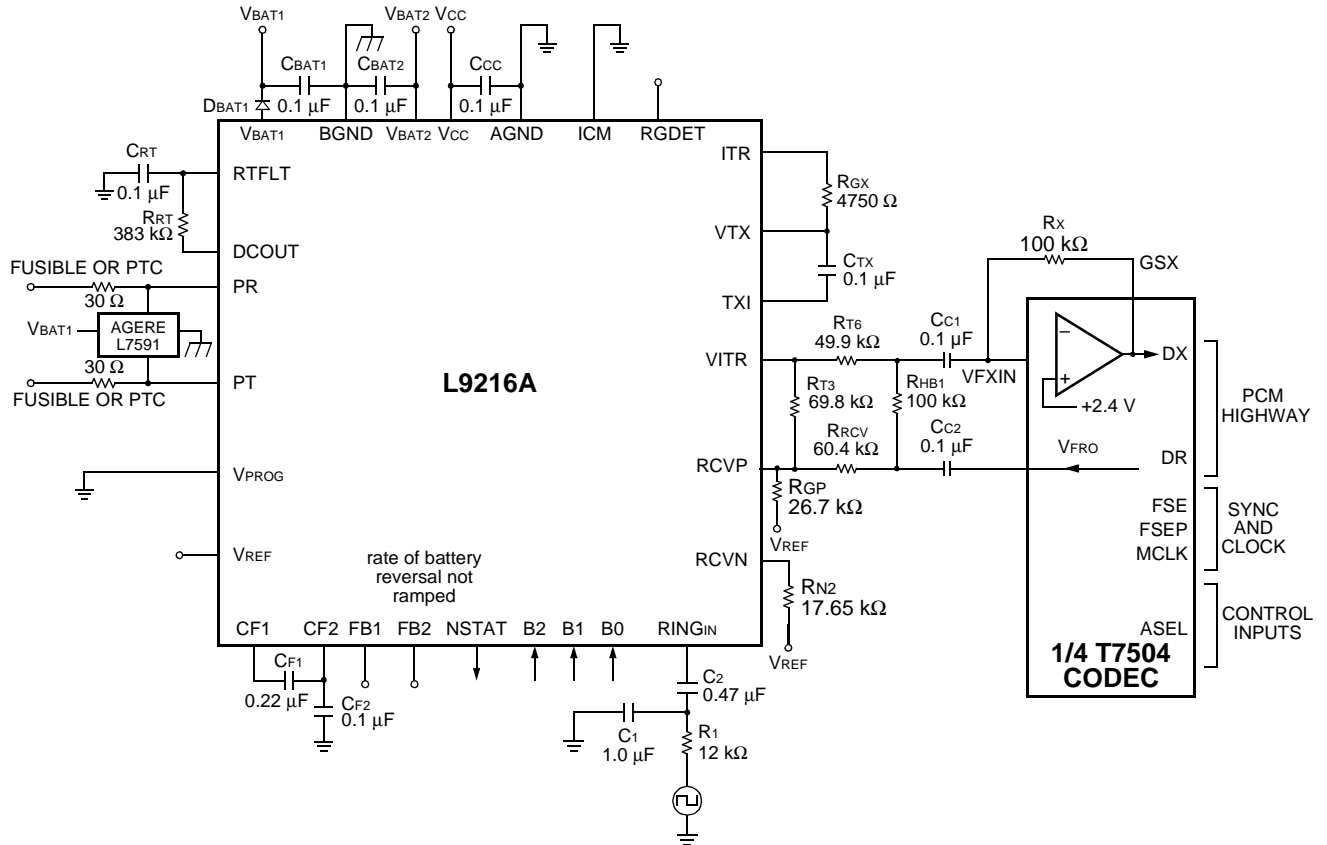 VBAT1
VBAT2 VCC
CBAT1
0.1 µF
CBAT2
0.1 µF
CCC
0.1 µF
DBAT1
VBAT1
BGND
VBAT2
VCC
AGND
ICM
RGDET
CRT
0.1 µF
RTFLT
RRT
383 kΩ
DCOUT
FUSIBLE OR PTC
30 Ω
PR
VBAT1
AGERE
L7591
30 Ω
PT
FUSIBLE OR PTC
VPROG
VREF
L9216A
rate of battery
reversal not
ramped
ITR
RGX
4750 Ω
VTX
CTX
0.1 µF
TXI
VITR
RT6
49.9 kΩ
CC1
0.1 µF
RT3
69.8 kΩ
RHB1
100 kΩ
RRCV
60.4 kΩ
CC2
0.1 µF
RCVP
RGP
26.7 kΩ
VREF
RCVN
RN2
17.65 kΩ
VREF
RX
100 kΩ
GSX
VFXIN
−
+
+2.4 V
DX
VFRO
DR
PCM
HIGHWAY
FSE
FSEP
MCLK
SYNC
AND
CLOCK
ASEL
CONTROL
INPUTS
1/4 T7504
CODEC
CF1
CF2
FB1
FB2
NSTAT
B2
B1
B0
RINGIN
CF1
0.22 µF
CF2
0.1 µF
C2
0.47 µF
C1
1.0 µF
R1
12 kΩ